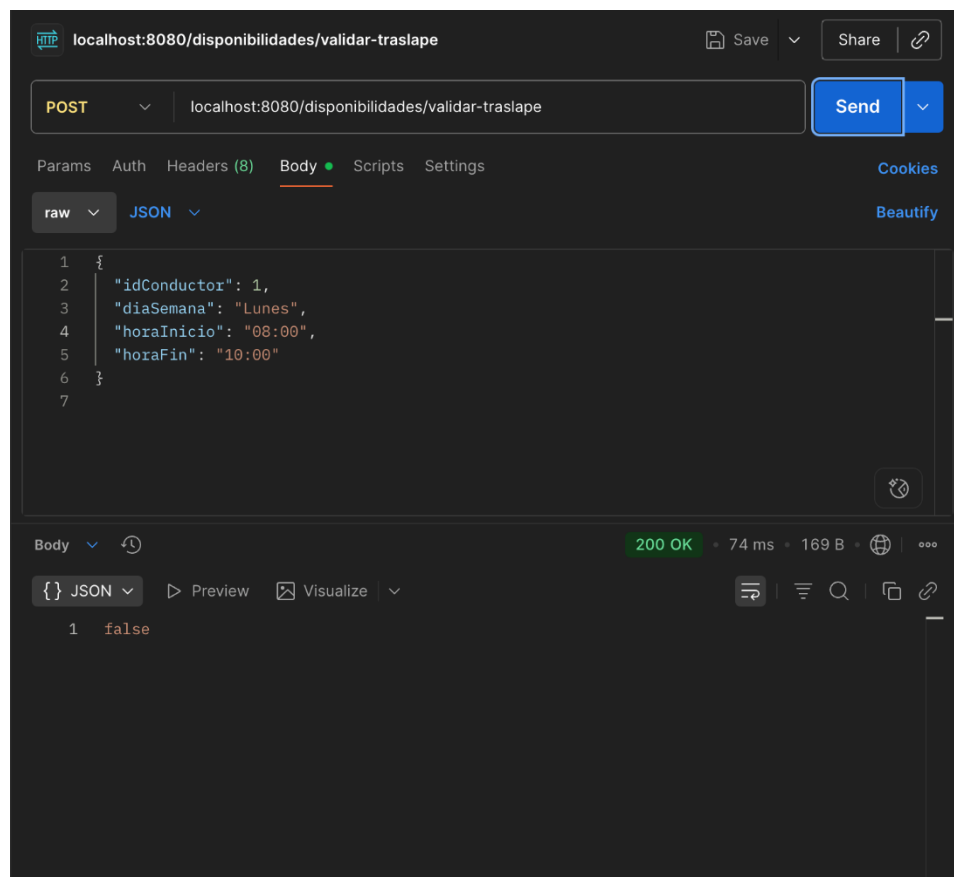 HTTP localhost:8080/disponibilidades/validar-traslape Save Share
POST localhost:8080/disponibilidades/validar-traslape Send
Params Auth Headers (8) Body Scripts Settings Cookies
raw JSON Beautify
1 {
2 "idConductor": 1,
3 "diaSemana": "Lunes",
4 "horaInicio": "08:00",
5 "horaFin": "10:00"
6 }
7
Body 200 OK • 74 ms • 169 B •
{} JSON Preview Visualize
1 false